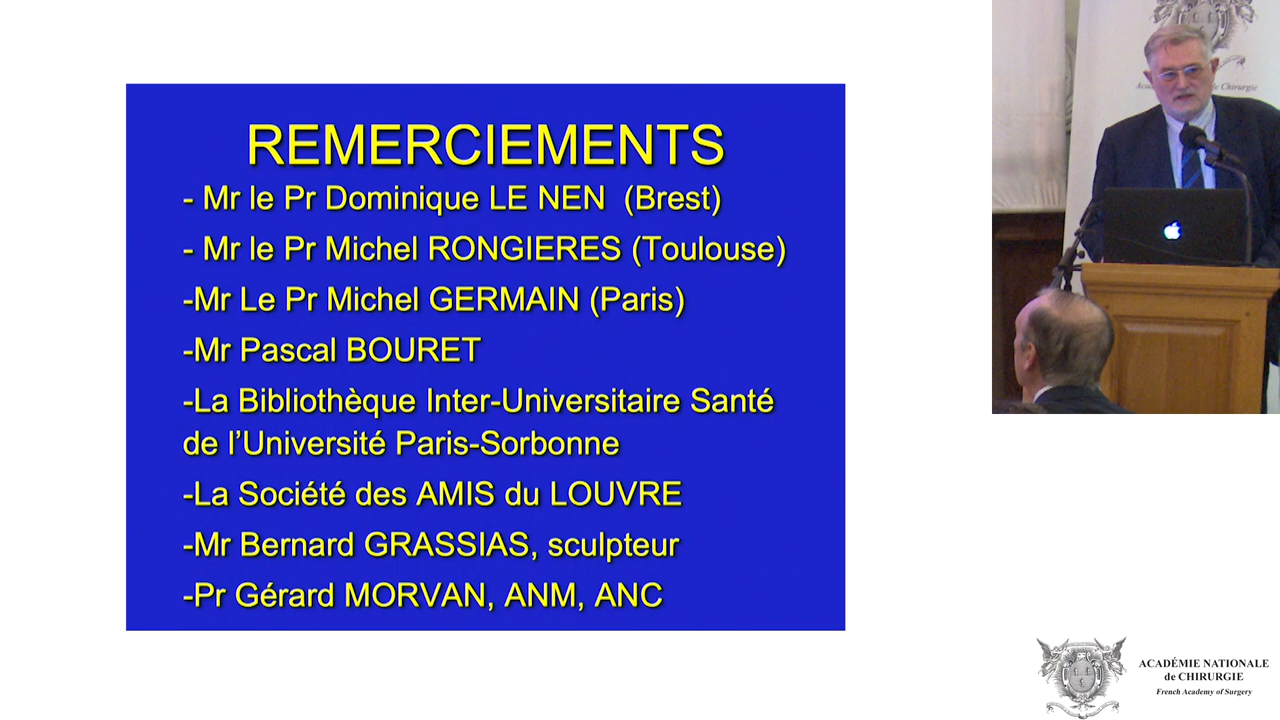 REMERCIEMENTS
- Mr le Pr Dominique LE NEN (Brest)
- Mr le Pr Michel RONGIERES (Toulouse)
-Mr Le Pr Michel GERMAIN (Paris)
-Mr Pascal BOURET
-La Bibliothèque Inter-Universitaire Santé
de l’Université Paris-Sorbonne
-La Société des AMIS du LOUVRE
-Mr Bernard GRASSIAS, sculpteur
-Pr Gérard MORVAN, ANM, ANC
de Chirurgie
ACADÉMIE NATIONALE
de CHIRURGIE
French Academy of Surgery